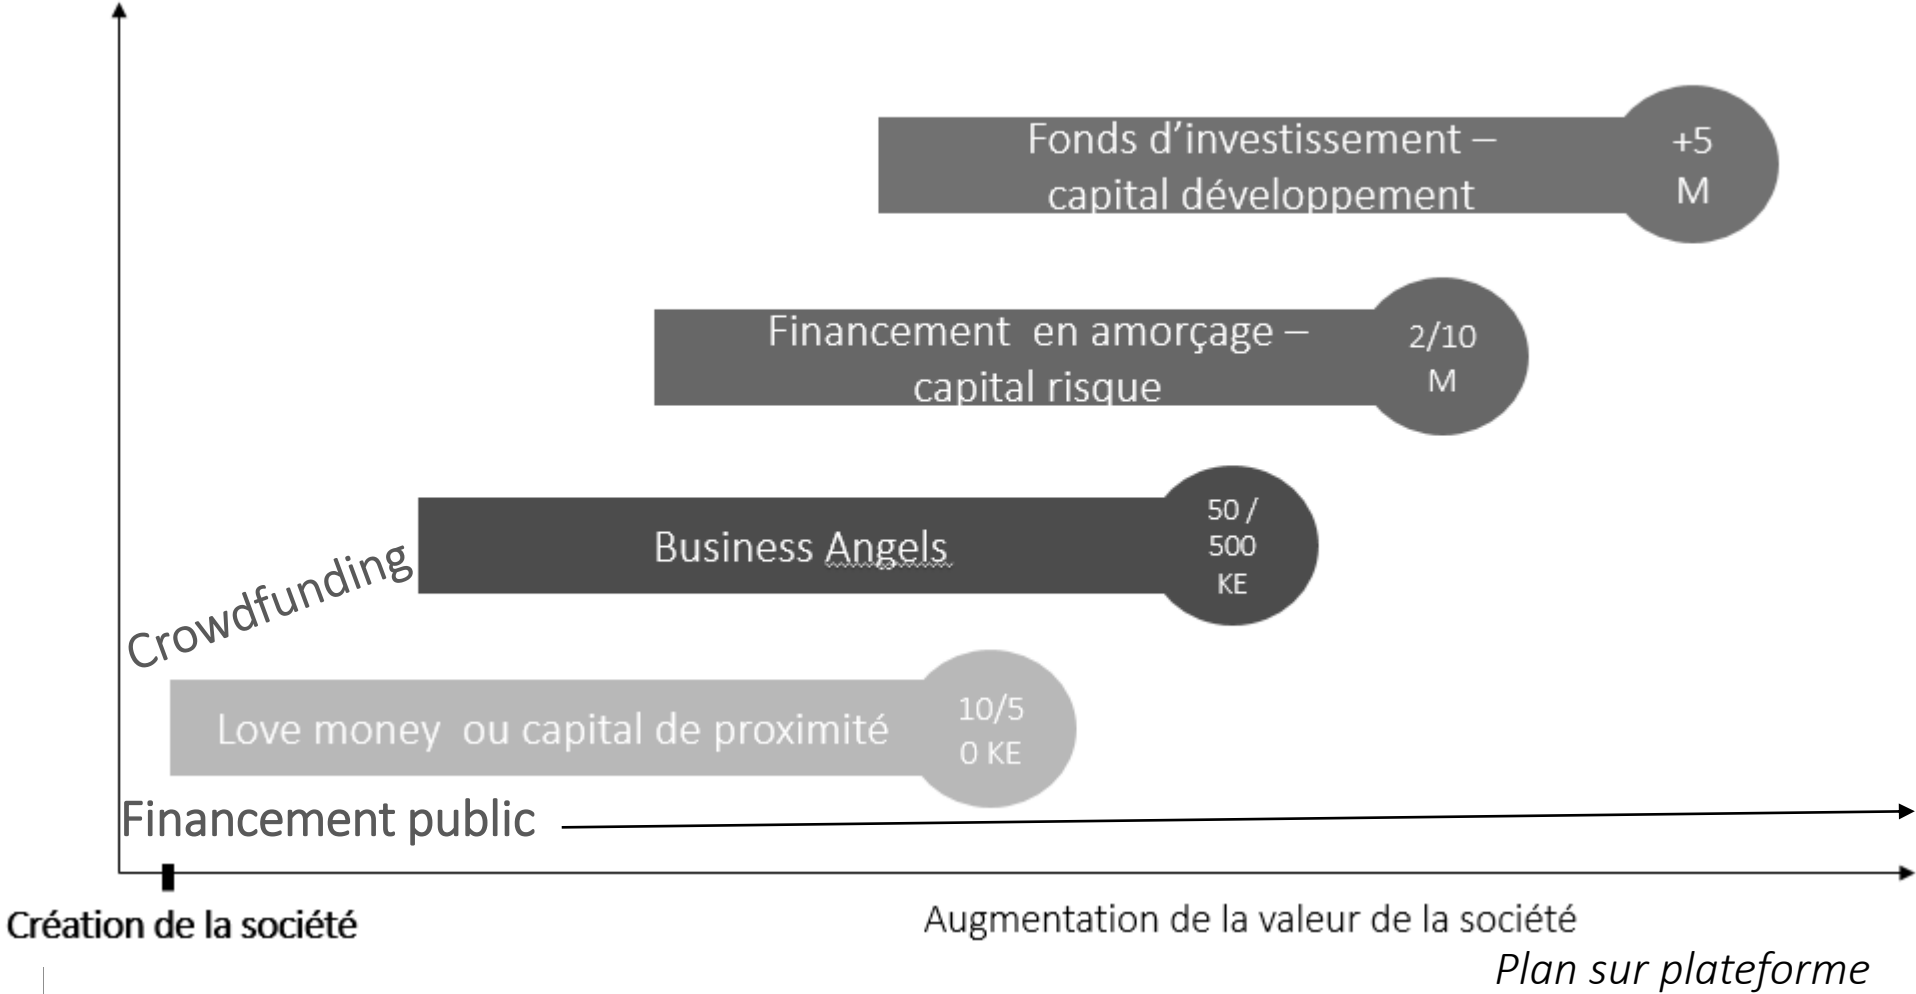 Fonds d’investissement –
capital développement
+5
M
Financement en amorçage –
capital risque
2/10
M
Business Angels
50 /
500
KE
Crowdfunding
Love money ou capital de proximité
10/5
0 KE
Financement public
Création de la société
Augmentation de la valeur de la société
Plan sur plateforme